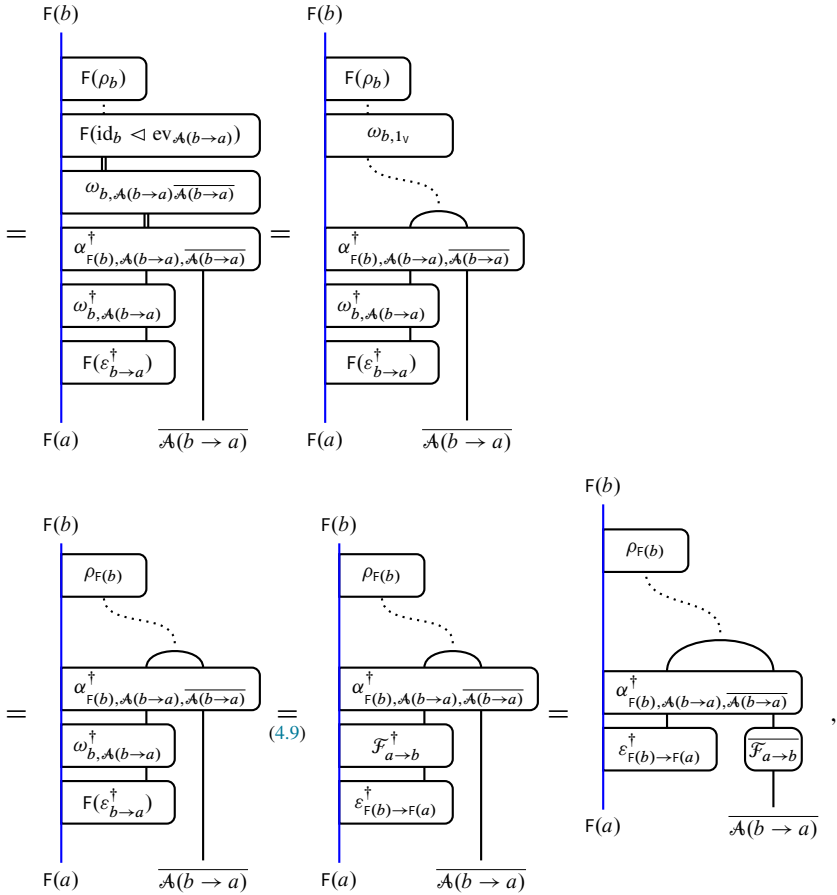 F(b) F(b)
F(ρ_b) F(ρ_b)
F(id_b ⊲ ev_{𝒜(b→a)}) ω_{b,1_V}
ω_{b,𝒜(b→a)\overline{𝒜(b→a)}}
= α^†_{F(b),𝒜(b→a),\overline{𝒜(b→a)}} = α^†_{F(b),𝒜(b→a),\overline{𝒜(b→a)}}
ω^†_{b,𝒜(b→a)} ω^†_{b,𝒜(b→a)}
F(ε^†_{b→a}) F(ε^†_{b→a})
F(a) \overline{𝒜(b → a)} F(a) \overline{𝒜(b → a)}
F(b) F(b) F(b)
ρ_{F(b)} ρ_{F(b)} ρ_{F(b)}
= α^†_{F(b),𝒜(b→a),\overline{𝒜(b→a)}} = (4.9) α^†_{F(b),𝒜(b→a),\overline{𝒜(b→a)}} = α^†_{F(b),𝒜(b→a),\overline{𝒜(b→a)}} ,
ω^†_{b,𝒜(b→a)} ℱ^†_{a→b} ε^†_{F(b)→F(a)} \overline{ℱ_{a→b}}
F(ε^†_{b→a}) ε^†_{F(b)→F(a)}
F(a) \overline{𝒜(b → a)} F(a) \overline{𝒜(b → a)} F(a) \overline{𝒜(b → a)}